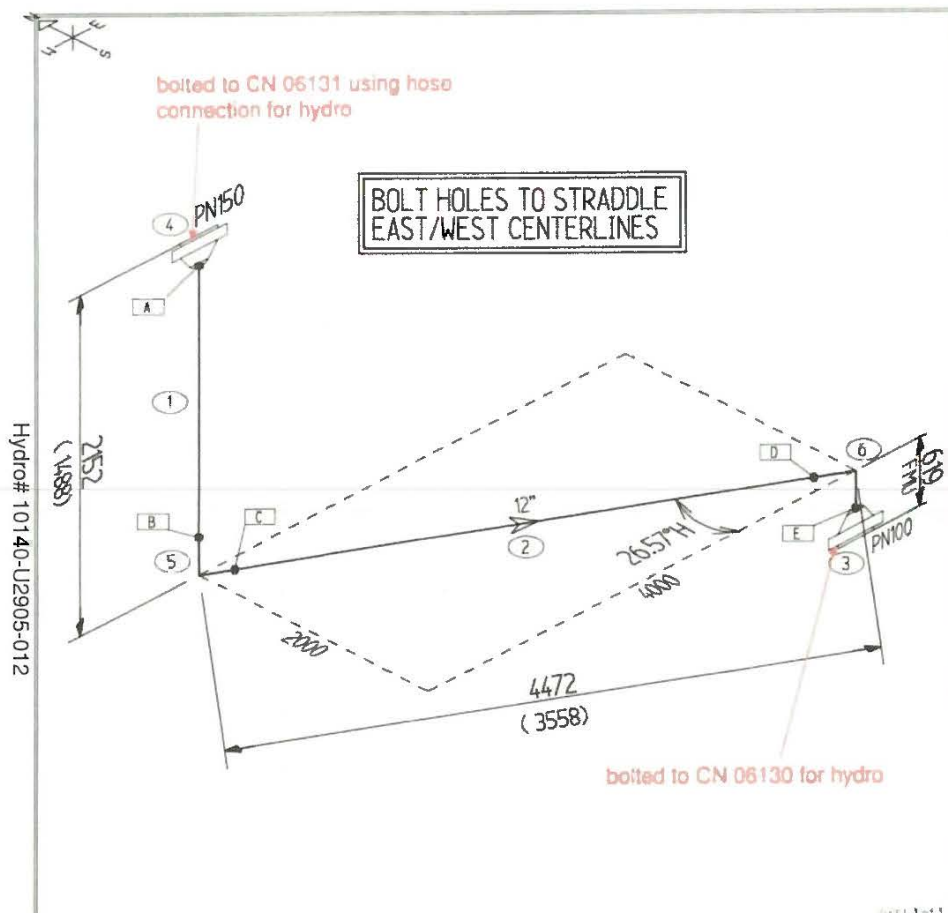 E
S
bolted to CN 06131 using hose
connection for hydro
BOLT HOLES TO STRADDLE
EAST/WEST CENTERLINES
4
PN150
A
1
2152
(1488)
B
C
5
12"
2
D
6
619
FMU
E
PN100
3
26.57°H
4000
2000
4472
(3558)
bolted to CN 06130 for hydro
Hydro# 10140-U2905-012